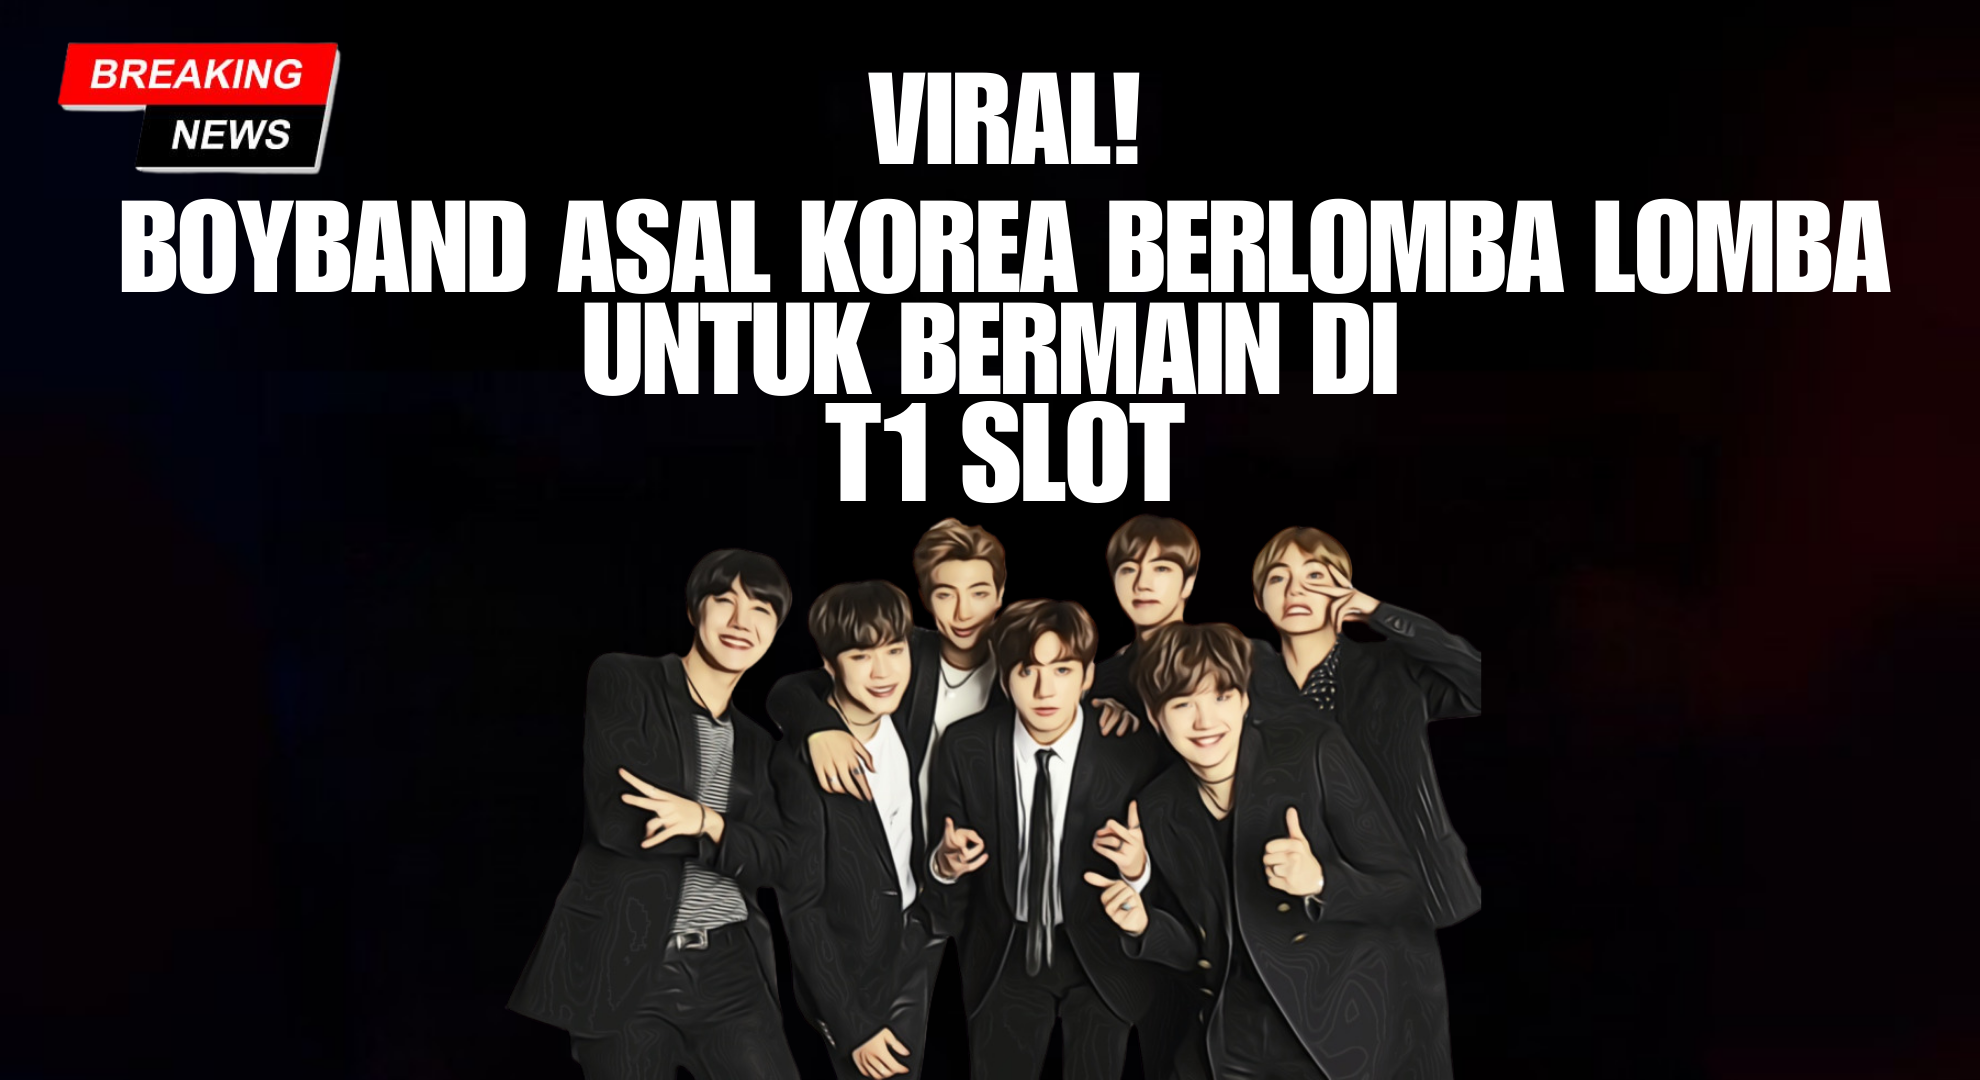 BREAKING
NEWS
VIRAL!
BOYBAND ASAL KOREA BERLOMBA LOMBA
UNTUK BERMAIN DI
T1 SLOT